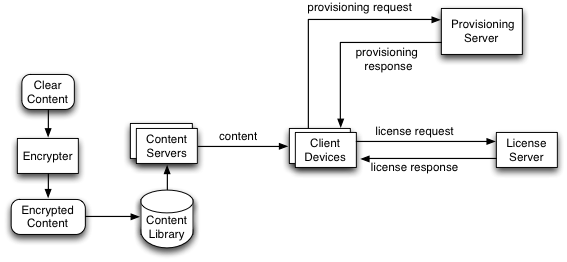 provisioning request
Provisioning
Server
provisioning
response
Clear
Content
Encrypter
Encrypted
Content
Content
Servers
content
Content
Library
Client
Devices
license request
license response
License
Server